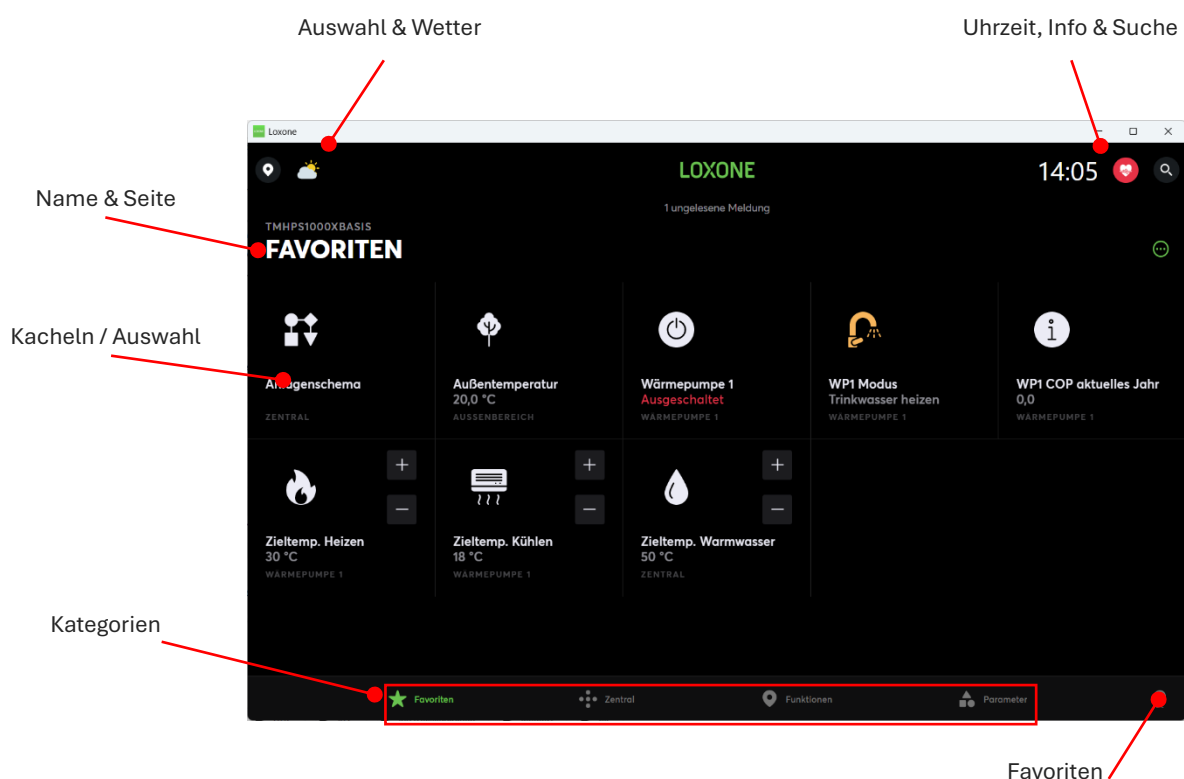 Auswahl & Wetter
Uhrzeit, Info & Suche
Loxone
LOXONE
14:05
1 ungelesene Meldung
Name & Seite
TMHPS1000XBASIS
FAVORITEN
Kacheln / Auswahl
Anlagenschema
ZENTRAL
Außentemperatur
20,0 °C
AUSSENBEREICH
Wärmepumpe 1
Ausgeschaltet
WÄRMEPUMPE 1
WP1 Modus
Trinkwasser heizen
WÄRMEPUMPE 1
WP1 COP aktuelles Jahr
0,0
WÄRMEPUMPE 1
Zieltemp. Heizen
30 °C
WÄRMEPUMPE 1
Zieltemp. Kühlen
18 °C
WÄRMEPUMPE 1
Zieltemp. Warmwasser
50 °C
ZENTRAL
Kategorien
Favoriten
Zentral
Funktionen
Parameter
Favoriten